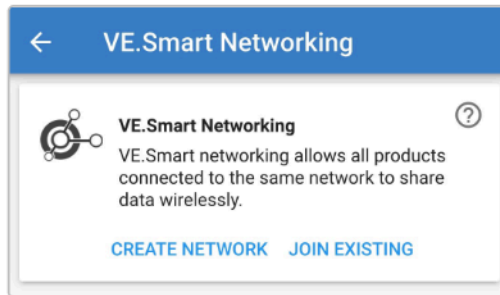 VE.Smart Networking
VE.Smart Networking
VE.Smart networking allows all products
connected to the same network to share
data wirelessly.
CREATE NETWORK JOIN EXISTING